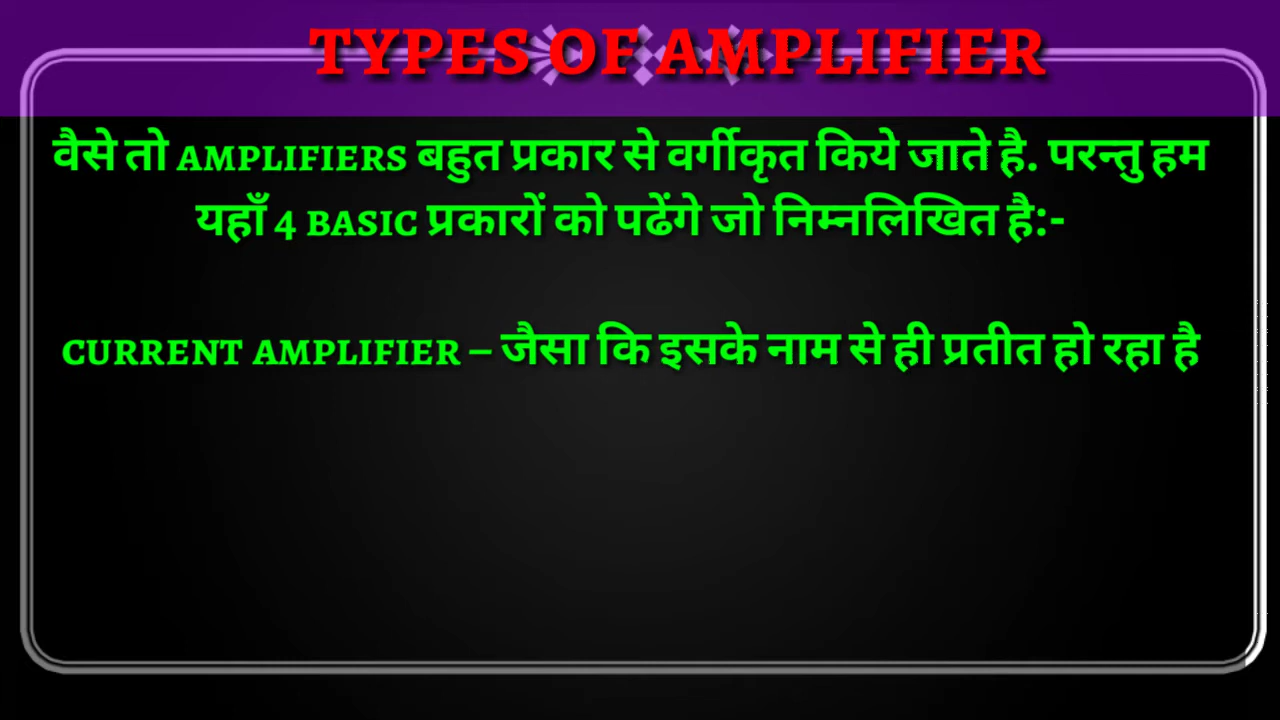 TYPES OF AMPLIFIER
वैसे तो AMPLIFIERS बहुत प्रकार से वर्गीकृत किये जाते है. परन्तु हम
यहाँ 4 BASIC प्रकारों को पढेंगे जो निम्नलिखित है:-
CURRENT AMPLIFIER – जैसा कि इसके नाम से ही प्रतीत हो रहा है